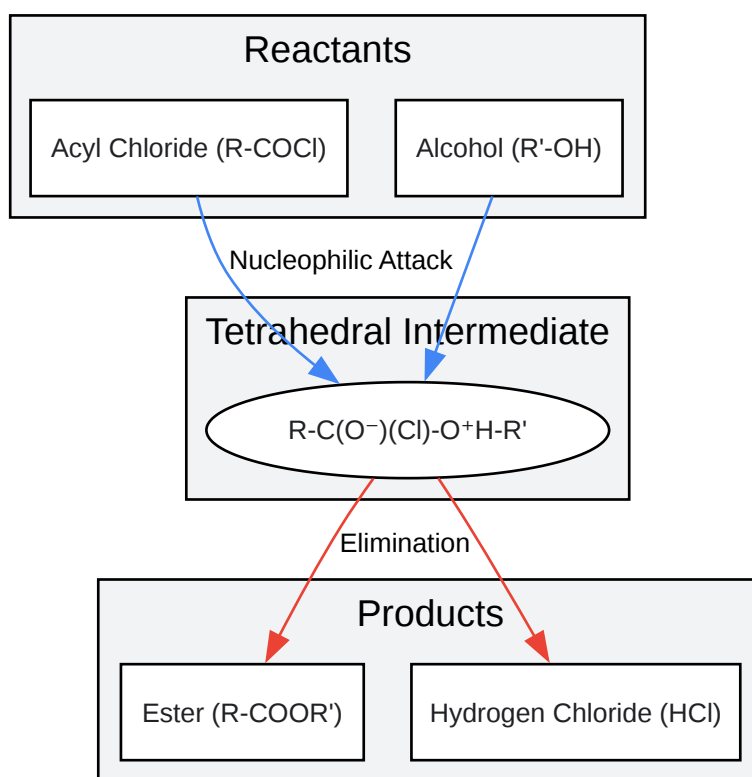 Reactants
Acyl Chloride (R-COCl)
Alcohol (R'-OH)
Nucleophilic Attack
Tetrahedral Intermediate
R-C(O⁻)(Cl)-O⁺H-R'
Elimination
Products
Ester (R-COOR')
Hydrogen Chloride (HCl)